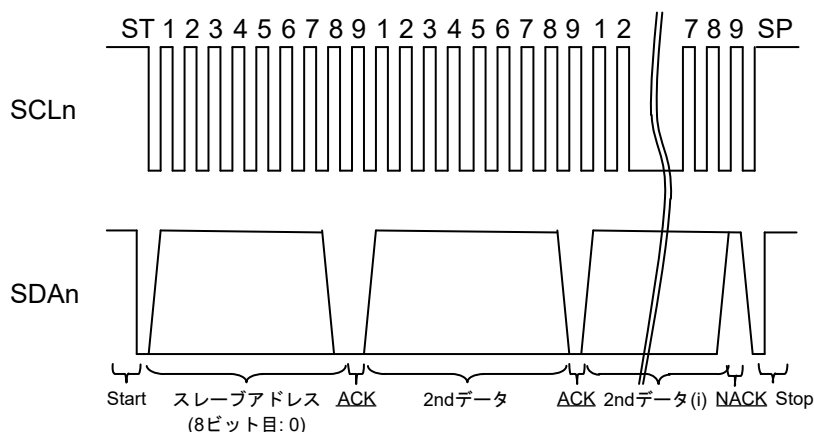 ST 1 2 3 4 5 6 7 8 9 1 2 3 4 5 6 7 8 9 1 2 7 8 9 SP
SCLn
SDAn
Start スレーブアドレス ACK 2ndデータ ACK 2ndデータ(i) NACK Stop
(8ビット目: 0)